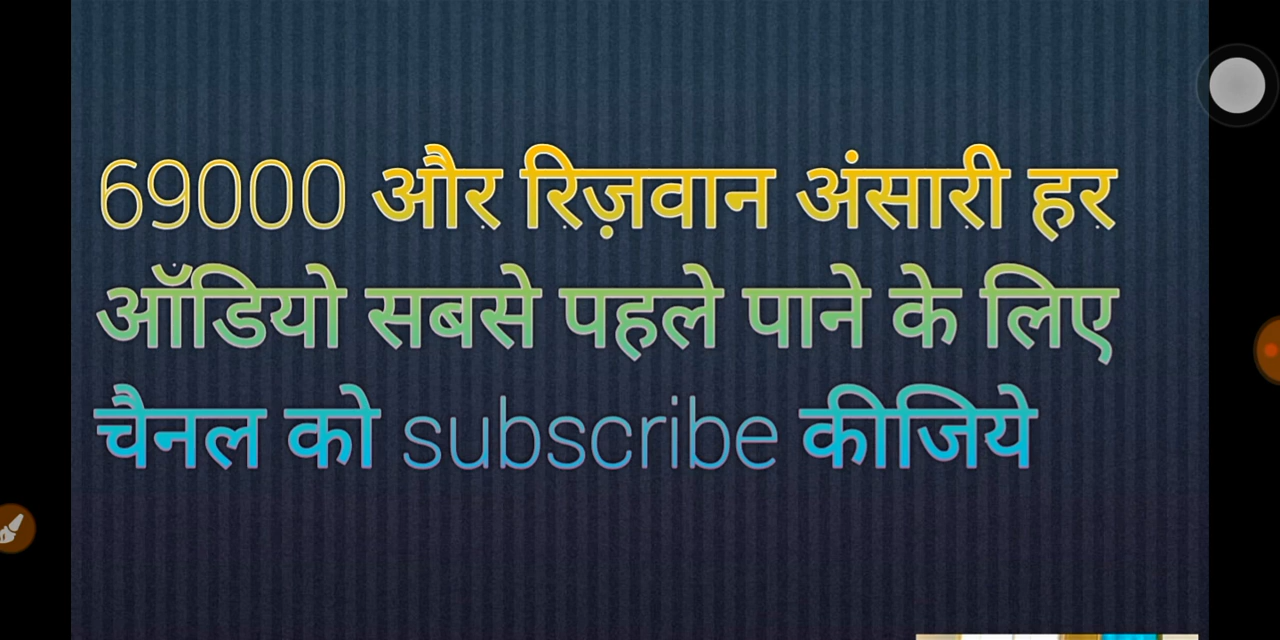 69000 और रिज़वान अंसारी हर
ऑडियो सबसे पहले पाने के लिए
चैनल को subscribe कीजिये